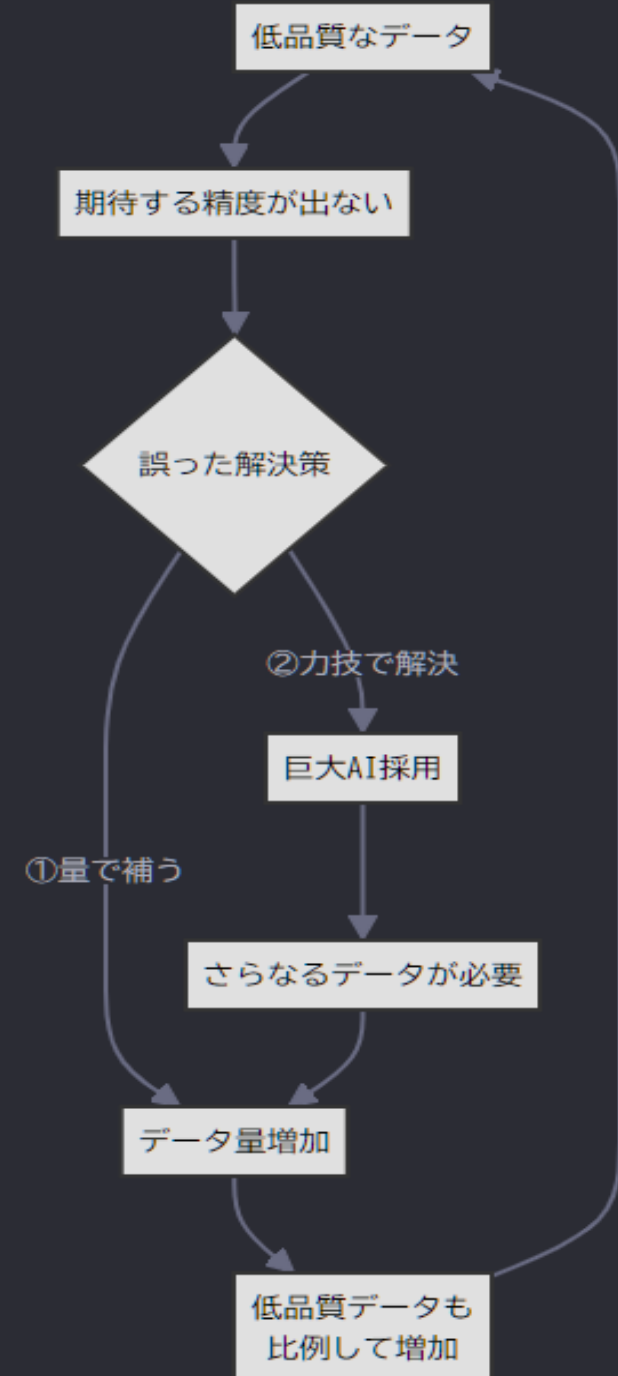 低品質なデータ
期待する精度が出ない
誤った解決策
②力技で解決
巨大AI採用
①量で補う
さらなるデータが必要
データ量増加
低品質データも
比例して増加